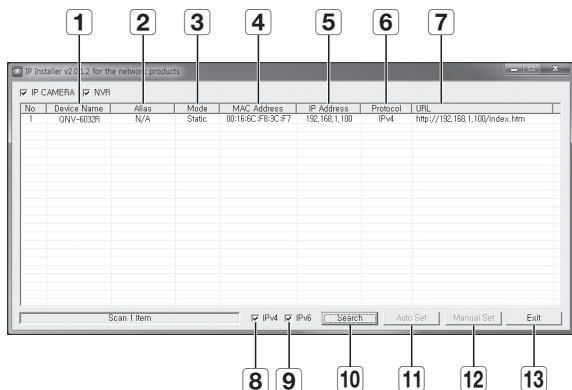 1 2 3 4 5 6 7
IP Installer v2.0.1.2 for the network products
IP CAMERA NVR
No Device Name Alias Mode MAC Address IP Address Protocol URL
1 QNV-6032R N/A Static 00:16:6C:F8:3C:F7 192,168,1,100 IPv4 http://192,168,1,100/index,htm
Scan 1 Item IPv4 IPv6 Search Auto Set Manual Set Exit
8 9 10 11 12 13